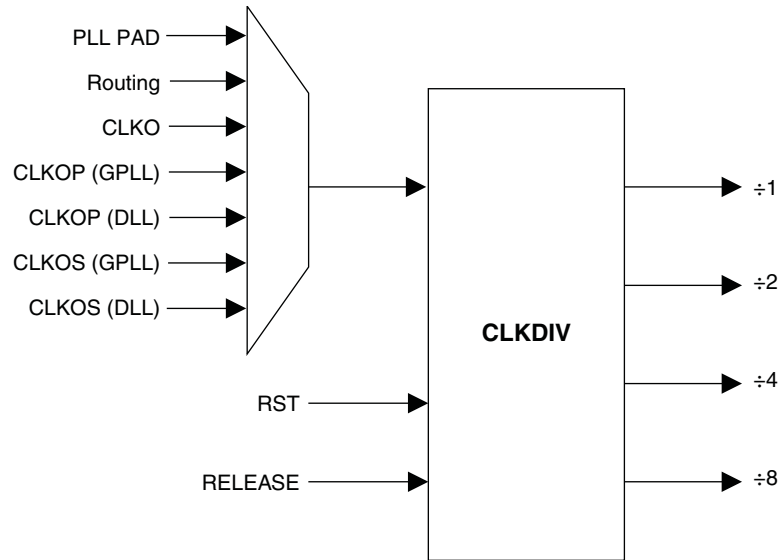 PLL PAD
Routing
CLKO
CLKOP (GPLL)
CLKOP (DLL)
CLKOS (GPLL)
CLKOS (DLL)
RST
RELEASE
CLKDIV
÷1
÷2
÷4
÷8